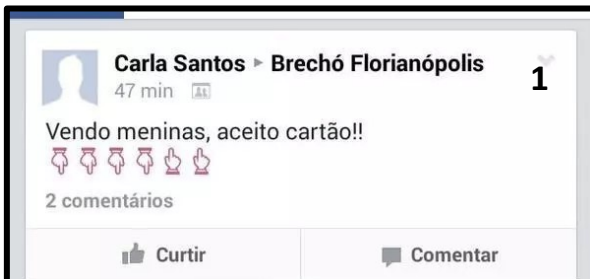 Carla Santos ▸ Brechó Florianópolis
1
47 min
Vendo meninas, aceito cartão!!
👇👇👇👇👆👆
2 comentários
Curtir
Comentar